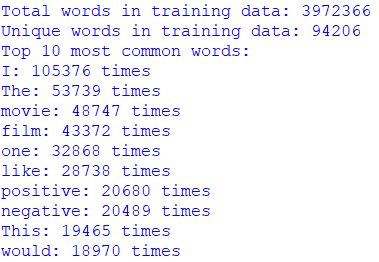 Total words in training data: 3972366
Unique words in training data: 94206
Top 10 most common words:
I: 105376 times
The: 53739 times
movie: 48747 times
film: 43372 times
one: 32868 times
like: 28738 times
positive: 20680 times
negative: 20489 times
This: 19465 times
would: 18970 times